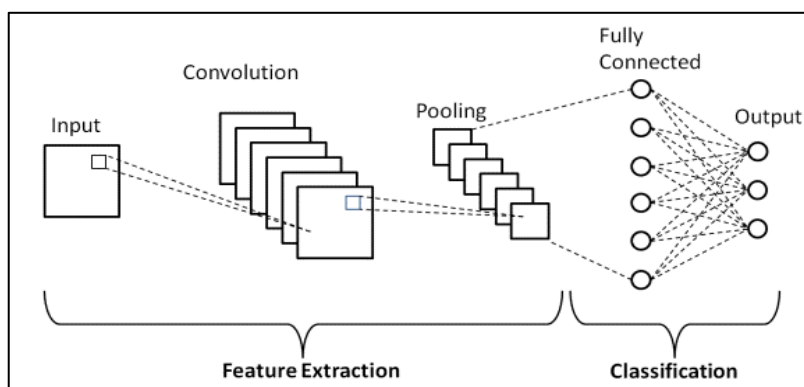 Input
Convolution
Pooling
Fully
Connected
Output
Feature Extraction
Classification